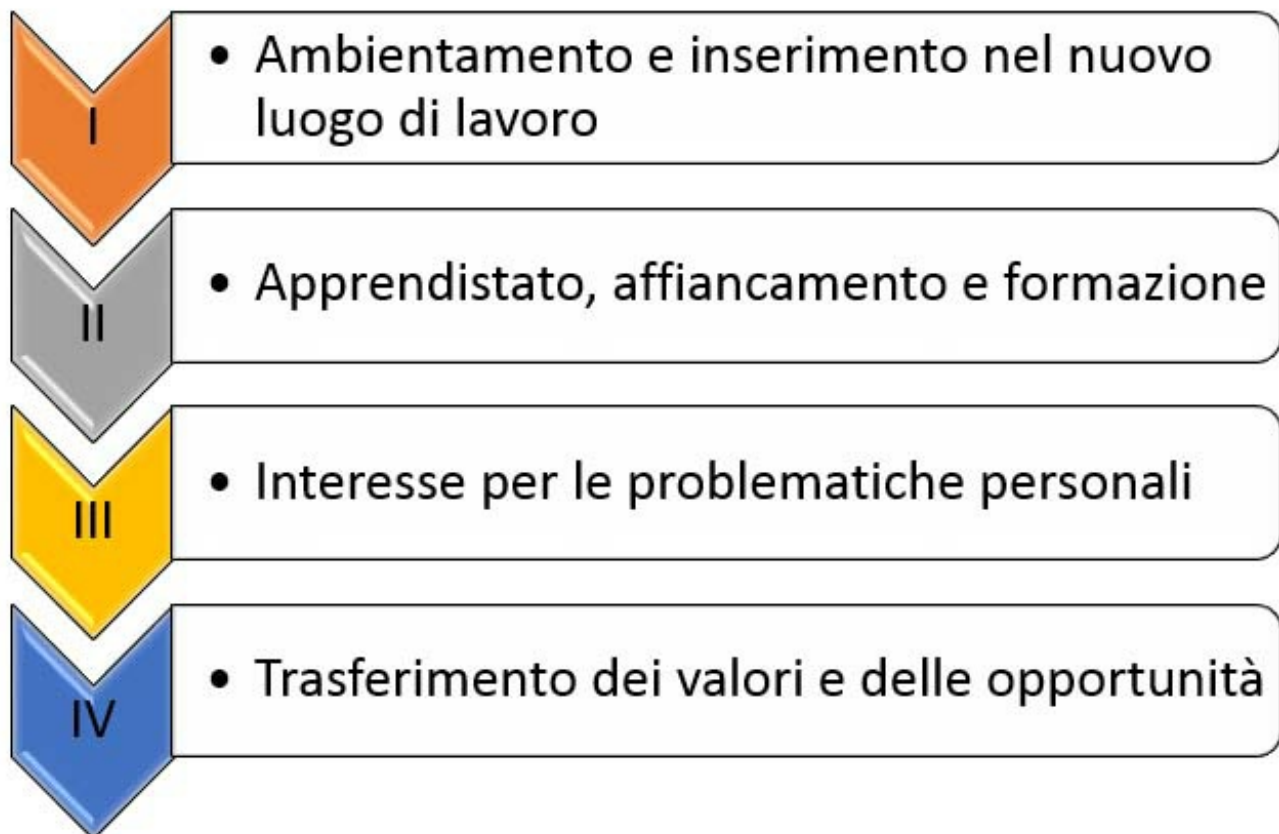 I
• Ambientamento e inserimento nel nuovo
luogo di lavoro
II
• Apprendistato, affiancamento e formazione
III
• Interesse per le problematiche personali
IV
• Trasferimento dei valori e delle opportunità